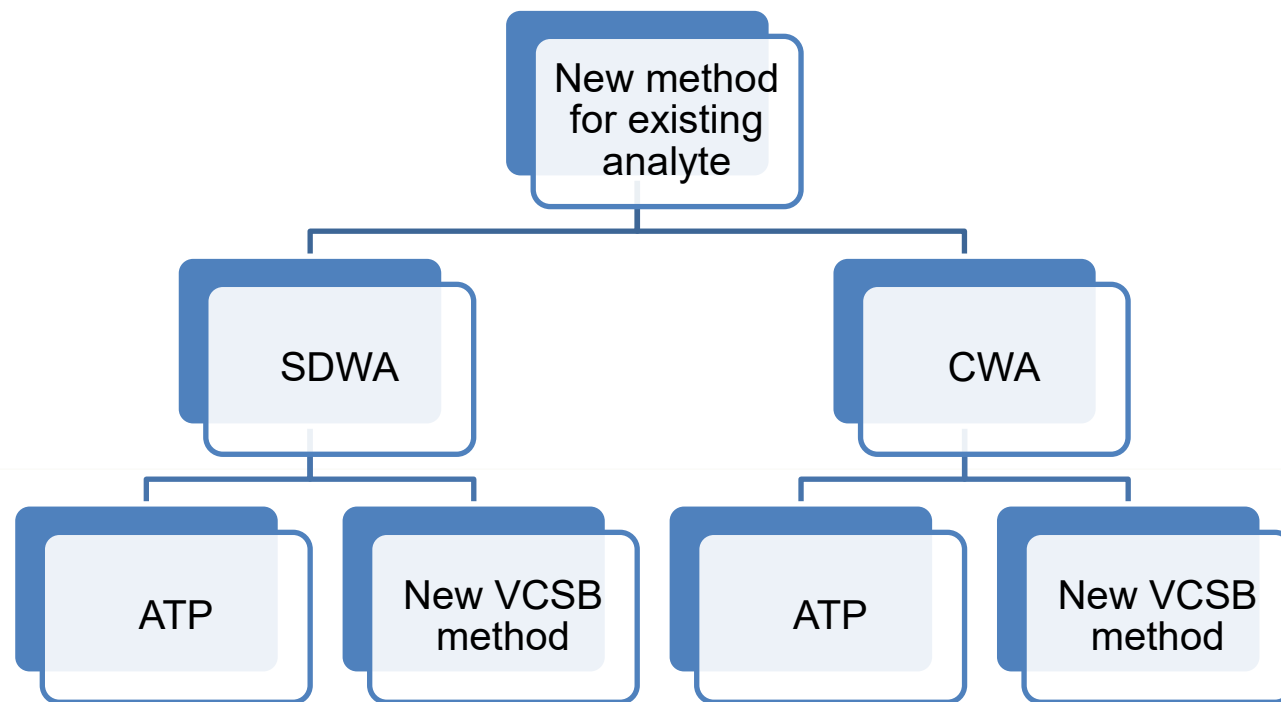 New method
for existing
analyte
SDWA
CWA
ATP
New VCSB
method
ATP
New VCSB
method